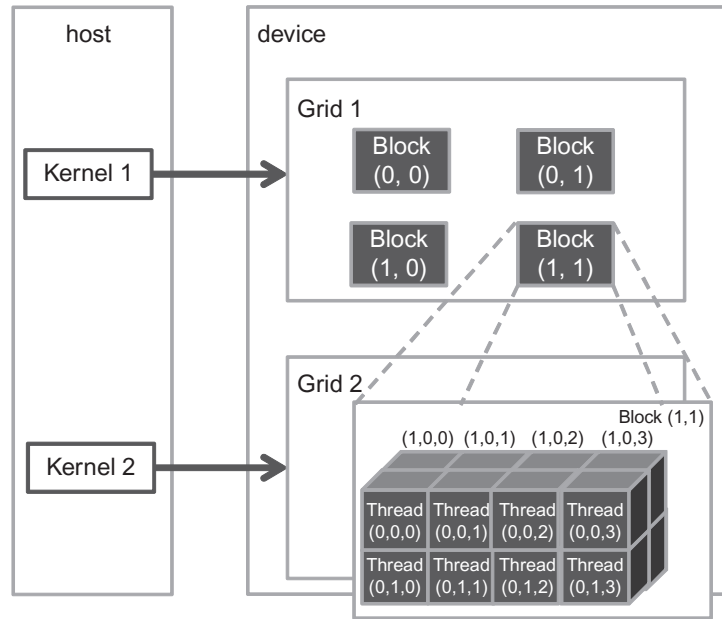 host
device
Grid 1
Kernel 1
Block
(0, 0)
Block
(0, 1)
Block
(1, 0)
Block
(1, 1)
Grid 2
Kernel 2
Block (1,1)
(1,0,0) (1,0,1) (1,0,2) (1,0,3)
Thread
(0,0,0)
Thread
(0,0,1)
Thread
(0,0,2)
Thread
(0,0,3)
Thread
(0,1,0)
Thread
(0,1,1)
Thread
(0,1,2)
Thread
(0,1,3)